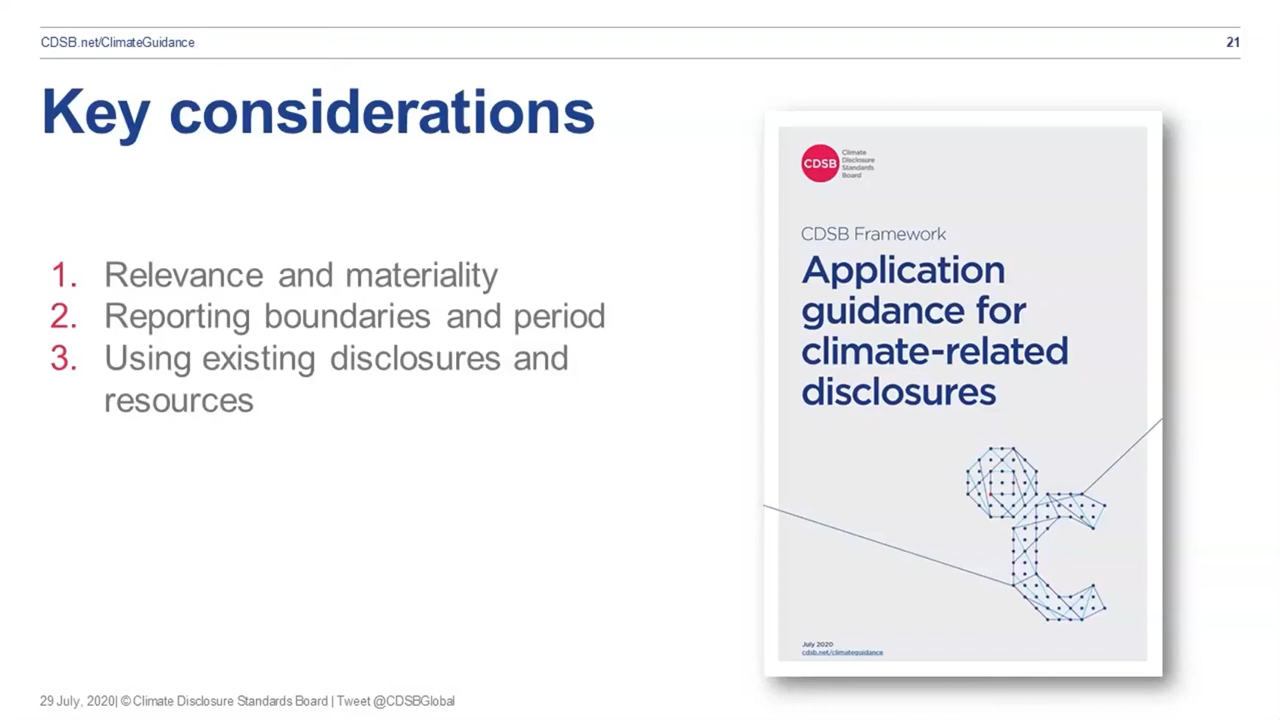 CDSB.net/ClimateGuidance
21
Key considerations
1. Relevance and materiality
2. Reporting boundaries and period
3. Using existing disclosures and
resources
CDSB
Climate
Disclosure
Standards
Board
CDSB Framework
Application
guidance for
climate-related
disclosures
July 2020
cdsb.net/climateguidance
29 July, 2020| © Climate Disclosure Standards Board | Tweet @CDSBGlobal